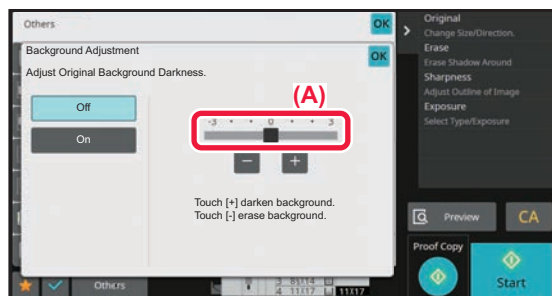 Others
OK
Background Adjustment
OK
Adjust Original Background Darkness.
Off
On
(A)
-3 • • 0 • • 3
−
+
Touch [+] darken background.
Touch [-] erase background.
Original
Change Size/Direction.
Erase
Erase Shadow Around
Sharpness
Adjust Outline of Image
Exposure
Select Type/Exposure
Preview
CA
Proof Copy
Start
Others
4 11X17
11X17